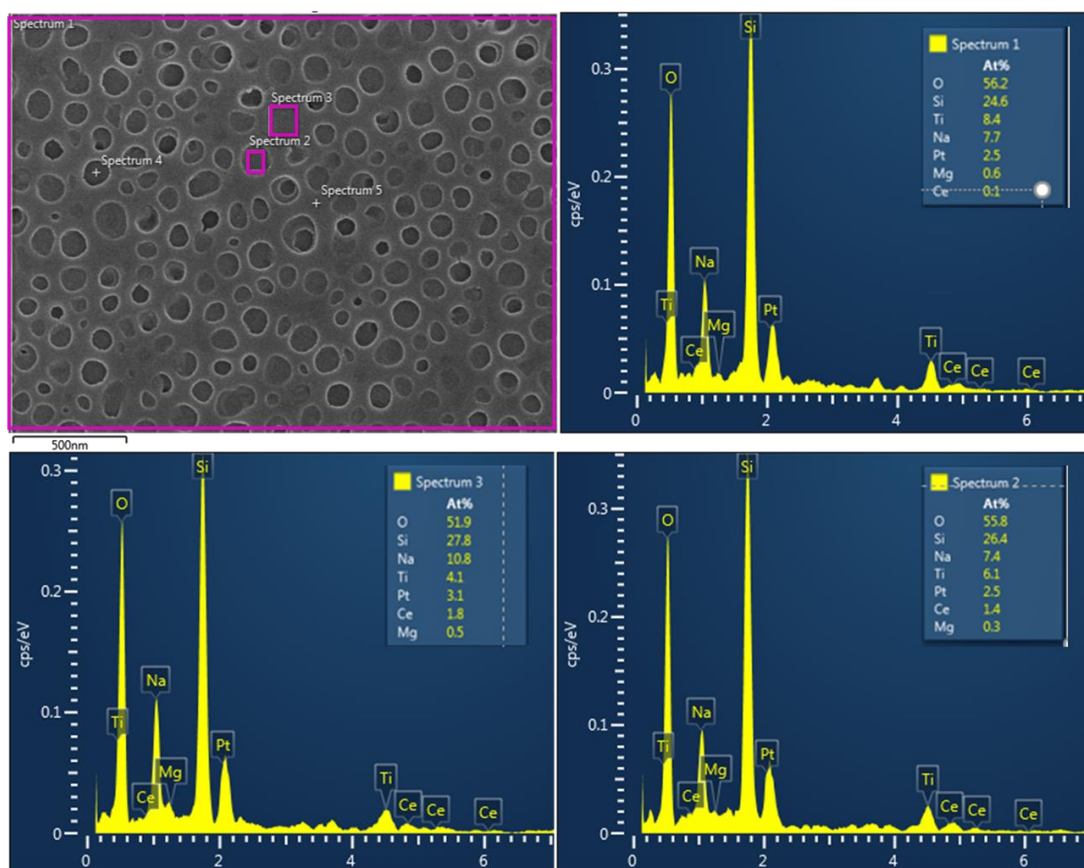 Spectrum 1
Spectrum 3
Spectrum 2
Spectrum 4
Spectrum 5
500nm
Si
O
Na
Ti
Mg
Ce
Pt
Ti
Ce
Ce
Ce
cps/eV
0.3
0.2
0.1
0
0 2 4 6
Spectrum 1
At%
O 56.2
Si 24.6
Ti 8.4
Na 7.7
Pt 2.5
Mg 0.6
Ce 0.1
Si
O
Na
Ti
Mg
Ce
Pt
Ti
Ce
Ce
Ce
cps/eV
0.3
0.2
0.1
0
0 2 4 6
Spectrum 3
At%
O 51.9
Si 27.8
Na 10.8
Ti 4.1
Pt 3.1
Ce 1.8
Mg 0.5
Si
O
Na
Ti
Mg
Ce
Pt
Ti
Ce
Ce
Ce
cps/eV
0.3
0.2
0.1
0
0 2 4 6
Spectrum 2
At%
O 55.8
Si 26.4
Na 7.4
Ti 6.1
Pt 2.5
Ce 1.4
Mg 0.3